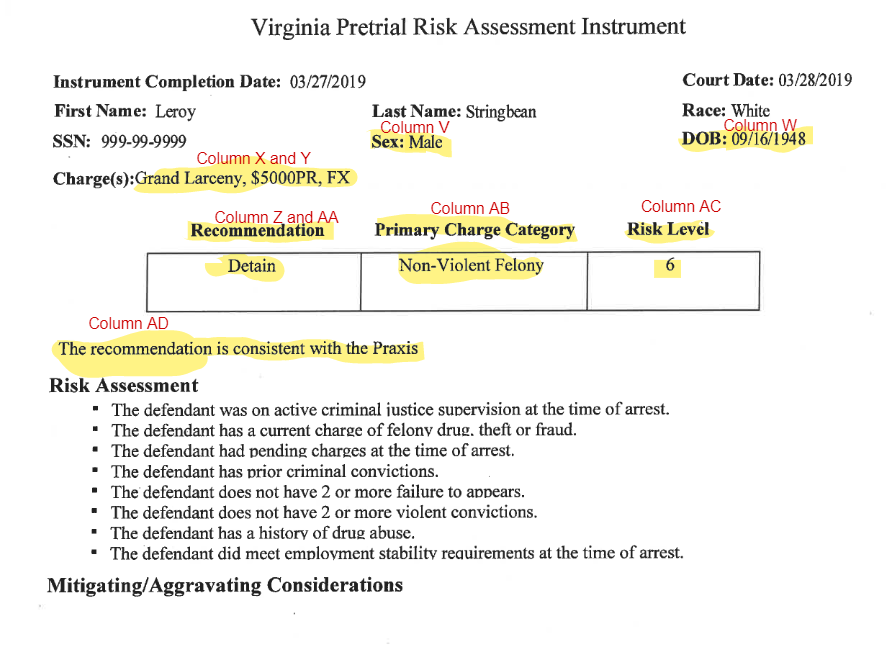 Virginia Pretrial Risk Assessment Instrument
Instrument Completion Date: 03/27/2019 Court Date: 03/28/2019
First Name: Leroy Last Name: Stringbean Race: White
Column V Column W
SSN: 999-99-9999 Sex: Male DOB: 09/16/1948
Column X and Y
Charge(s):Grand Larceny, $5000PR, FX
Column Z and AA Column AB Column AC
Recommendation Primary Charge Category Risk Level
Detain Non-Violent Felony 6
Column AD
The recommendation is consistent with the Praxis
Risk Assessment
▪ The defendant was on active criminal justice supervision at the time of arrest.
▪ The defendant has a current charge of felony drug, theft or fraud.
▪ The defendant had pending charges at the time of arrest.
▪ The defendant has prior criminal convictions.
▪ The defendant does not have 2 or more failure to appears.
▪ The defendant does not have 2 or more violent convictions.
▪ The defendant has a history of drug abuse.
▪ The defendant did meet employment stability requirements at the time of arrest.
Mitigating/Aggravating Considerations